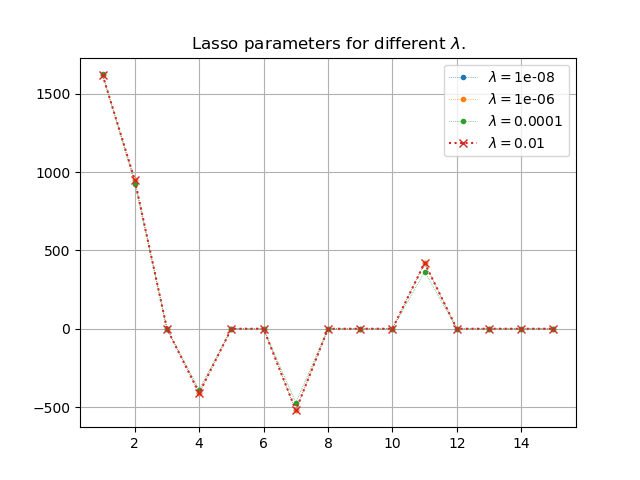 Lasso parameters for different λ.
λ = 1e-08
λ = 1e-06
λ = 0.0001
λ = 0.01
1500
1000
500
0
−500
2 4 6 8 10 12 14